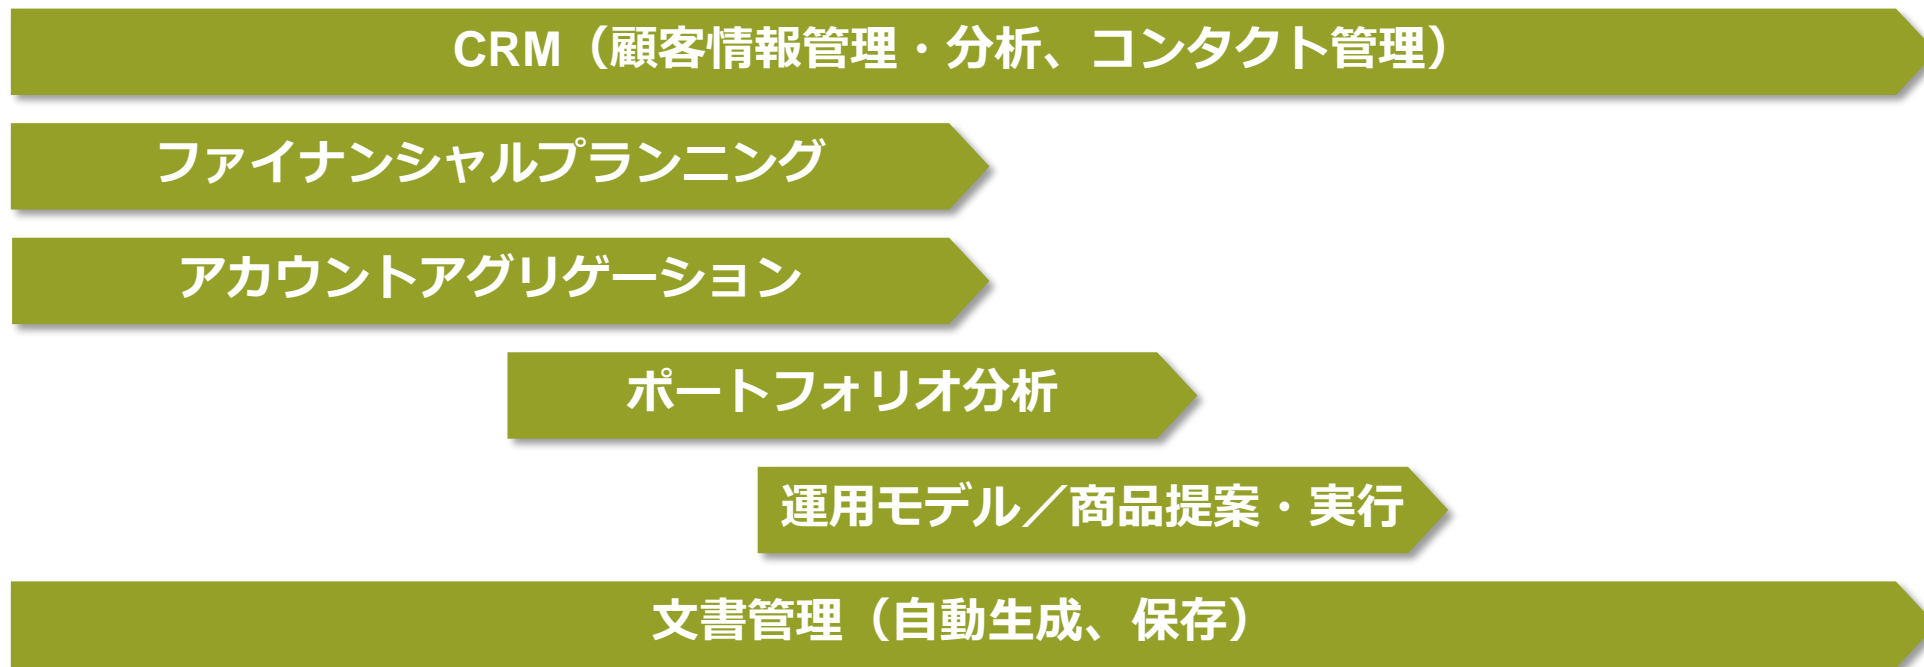 CRM（顧客情報管理・分析、コンタクト管理）
ファイナンシャルプランニング
アカウントアグリゲーション
ポートフォリオ分析
運用モデル／商品提案・実行
文書管理（自動生成、保存）